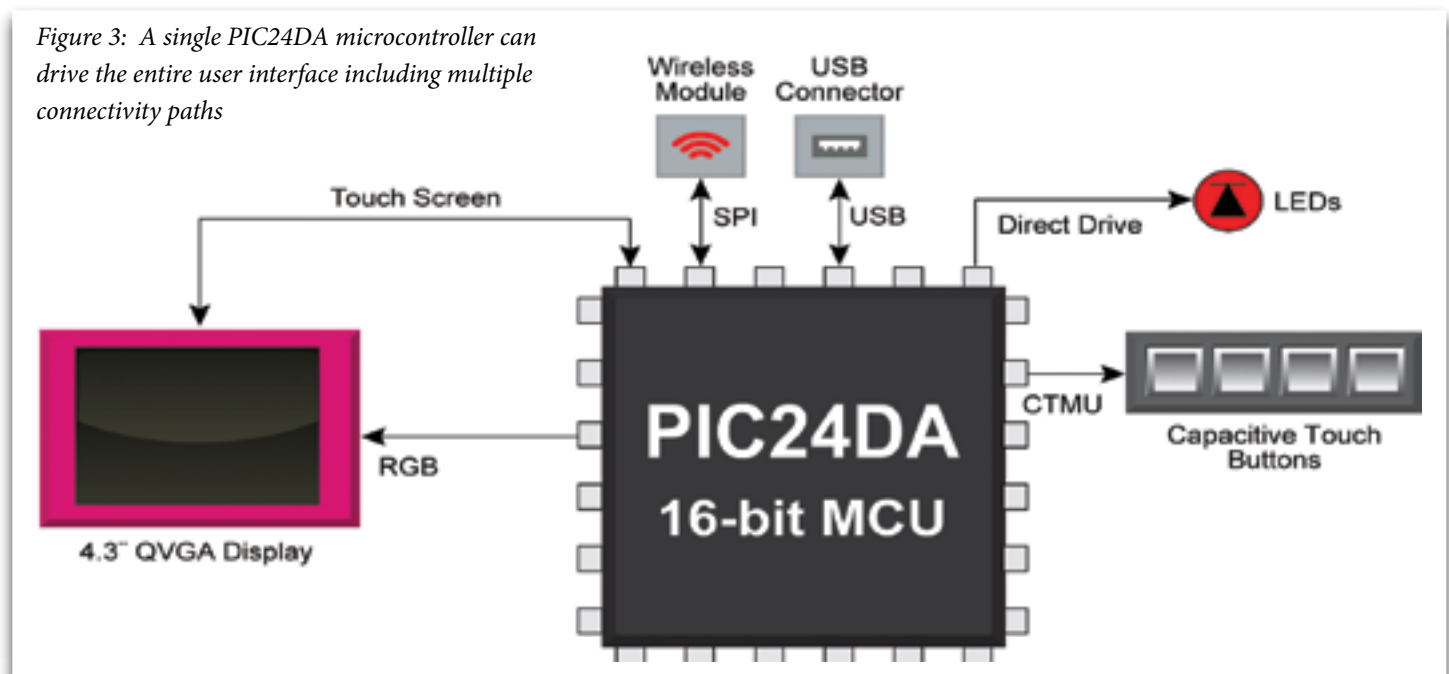 Figure 3:  A single PIC24DA microcontroller can
drive the entire user interface including multiple
connectivity paths
Wireless
Module
USB
Connector
Touch Screen
SPI
USB
Direct Drive
LEDs
RGB
4.3¨ QVGA Display
PIC24DA
16-bit MCU
CTMU
Capacitive Touch
Buttons